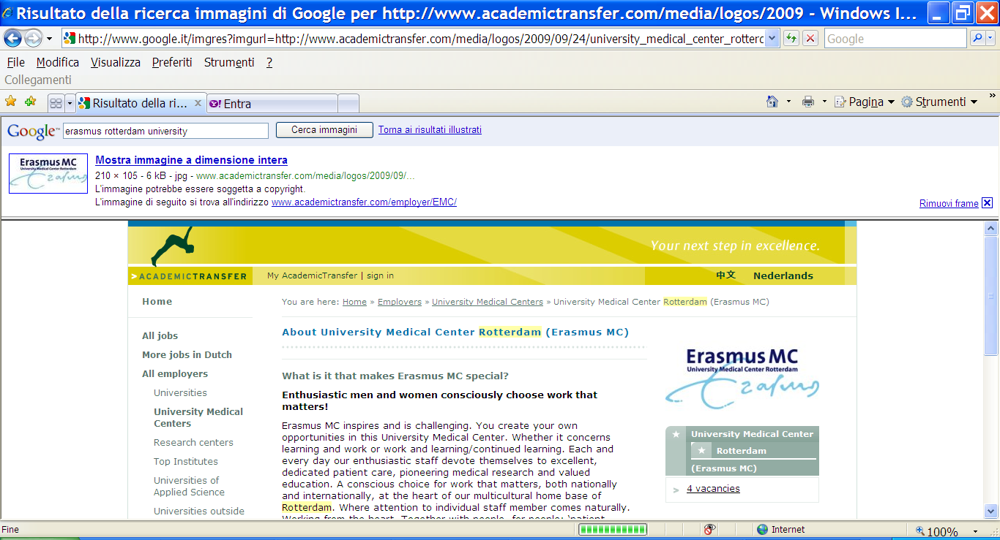 Risultato della ricerca immagini di Google per http://www.academictransfer.com/media/logos/2009 - Windows I...
http://www.google.it/imgres?imgurl=http://www.academictransfer.com/media/logos/2009/09/24/university_medical_center_rotterd
Google
File Modifica Visualizza Preferiti Strumenti ?
Collegamenti
Risultato della ri... Entra Pagina Strumenti
Google™ erasmus rotterdam university Cerca immagini Torna ai risultati illustrati
Erasmus MC
University Medical Center Rotterdam
Mostra immagine a dimensione intera
210 × 105 - 6 kB - jpg - www.academictransfer.com/media/logos/2009/09/...
L'immagine potrebbe essere soggetta a copyright.
L'immagine di seguito si trova all'indirizzo www.academictransfer.com/employer/EMC/
Rimuovi frame
Your next step in excellence.
>ACADEMICTRANSFER My AcademicTransfer | sign in 中文 Nederlands
Home
You are here: Home » Employers » University Medical Centers » University Medical Center Rotterdam (Erasmus MC)
All jobs
More jobs in Dutch
All employers
Universities
University Medical
Centers
Research centers
Top Institutes
Universities of
Applied Science
Universities outside
About University Medical Center Rotterdam (Erasmus MC)
What is it that makes Erasmus MC special?
Enthusiastic men and women consciously choose work that
matters!
Erasmus MC inspires and is challenging. You create your own
opportunities in this University Medical Center. Whether it concerns
learning and work or work and learning/continued learning. Each and
every day our enthusiastic staff devote themselves to excellent,
dedicated patient care, pioneering medical research and valued
education. A conscious choice for work that matters, both nationally
and internationally, at the heart of our multicultural home base of
Rotterdam. Where attention to individual staff member comes naturally.
Working from the heart. Together with people, for people: 'patient
Erasmus MC
University Medical Center Rotterdam
Erasmus
University Medical Center
Rotterdam
(Erasmus MC)
> 4 vacancies
Fine Internet 100%